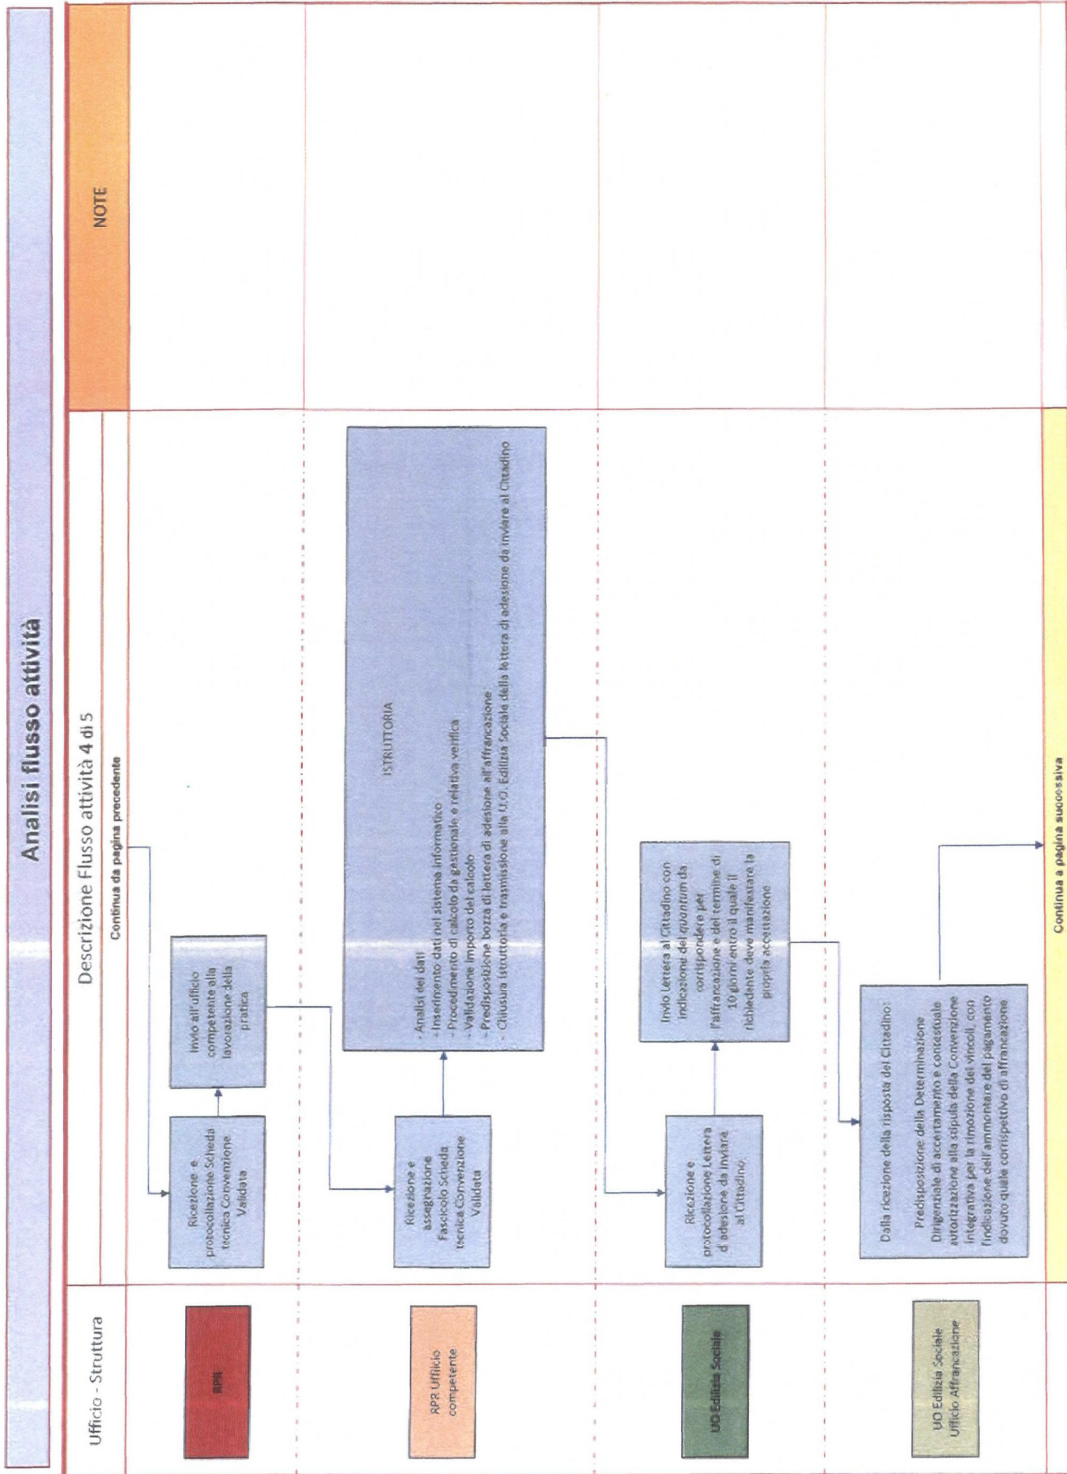 Analisi flusso attività
Ufficio - Struttura
Descrizione Flusso attività 4 di 5
NOTE
Continua da pagina precedente
RPR
Ricezione e
protocollazione Scheda
tecnica Convenzione
Validata
Invio all'ufficio
competente alla
lavorazione della
pratica
RPR Ufficio
competente
Ricezione e
assegnazione
Fascicolo Scheda
tecnica Convenzione
Validata
ISTRUTTORIA
- Analisi dei dati
- Inserimento dati nel sistema informatico
- Procedimento di calcolo da gestionale e relativa verifica
- Validazione importo del calcolo
- Predisposizione bozza di lettera di adesione all'affrancazione
- Chiusura istruttoria e trasmissione alla U.O. Edilizia Sociale della lettera di adesione da inviare al Cittadino
UO Edilizia Sociale
Ricezione e
protocollazione Lettera
d'adesione da inviare
al Cittadino
Invio Lettera al Cittadino con
indicazione del quantum da
corrispondere per
l'affrancazione e del termine di
10 giorni entro il quale il
richiedente deve manifestare la
propria accettazione
UO Edilizia Sociale
Ufficio Affrancazione
Dalla ricezione della risposta del Cittadino:
Predisposizione della Determinazione
Dirigenziale di accertamento e contestuale
autorizzazione alla stipula della Convenzione
integrativa per la rimozione dei vincoli, con
l'indicazione dell'ammontare del pagamento
dovuto quale corrispettivo di affrancazione
Continua a pagina successiva